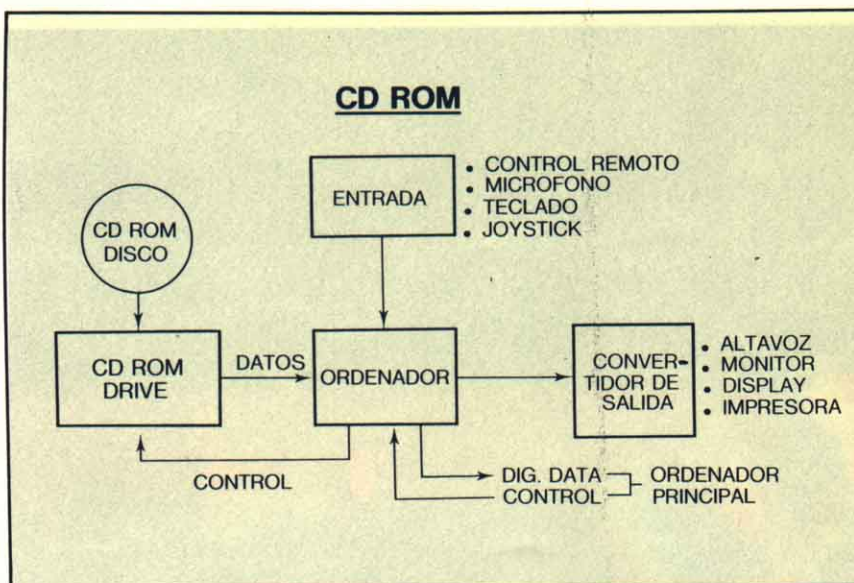 CD ROM
ENTRADA
• CONTROL REMOTO
• MICROFONO
• TECLADO
• JOYSTICK
CD ROM
DISCO
CD ROM
DRIVE
DATOS
ORDENADOR
CONVER-
TIDOR DE
SALIDA
• ALTAVOZ
• MONITOR
• DISPLAY
• IMPRESORA
CONTROL
DIG. DATA
CONTROL
ORDENADOR
PRINCIPAL